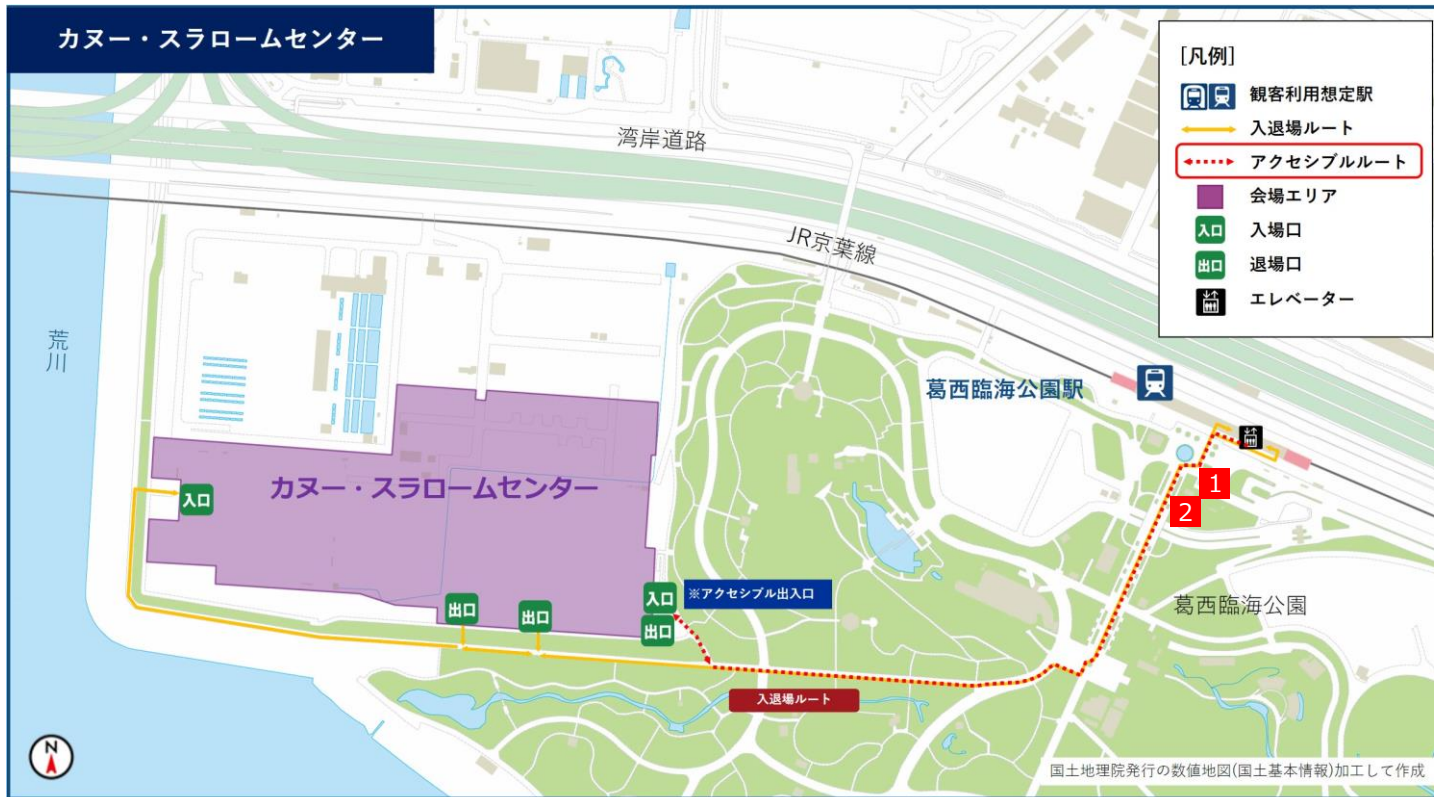 カヌー・スラロームセンター
[凡例]
観客利用想定駅
入退場ルート
アクセシブルルート
会場エリア
入口
入場口
出口
退場口
エレベーター
湾岸道路
JR京葉線
荒川
葛西臨海公園駅
カヌー・スラロームセンター
入口
1
2
出口
出口
入口
※アクセシブル出入口
出口
葛西臨海公園
入退場ルート
N
国土地理院発行の数値地図(国土基本情報)加工して作成